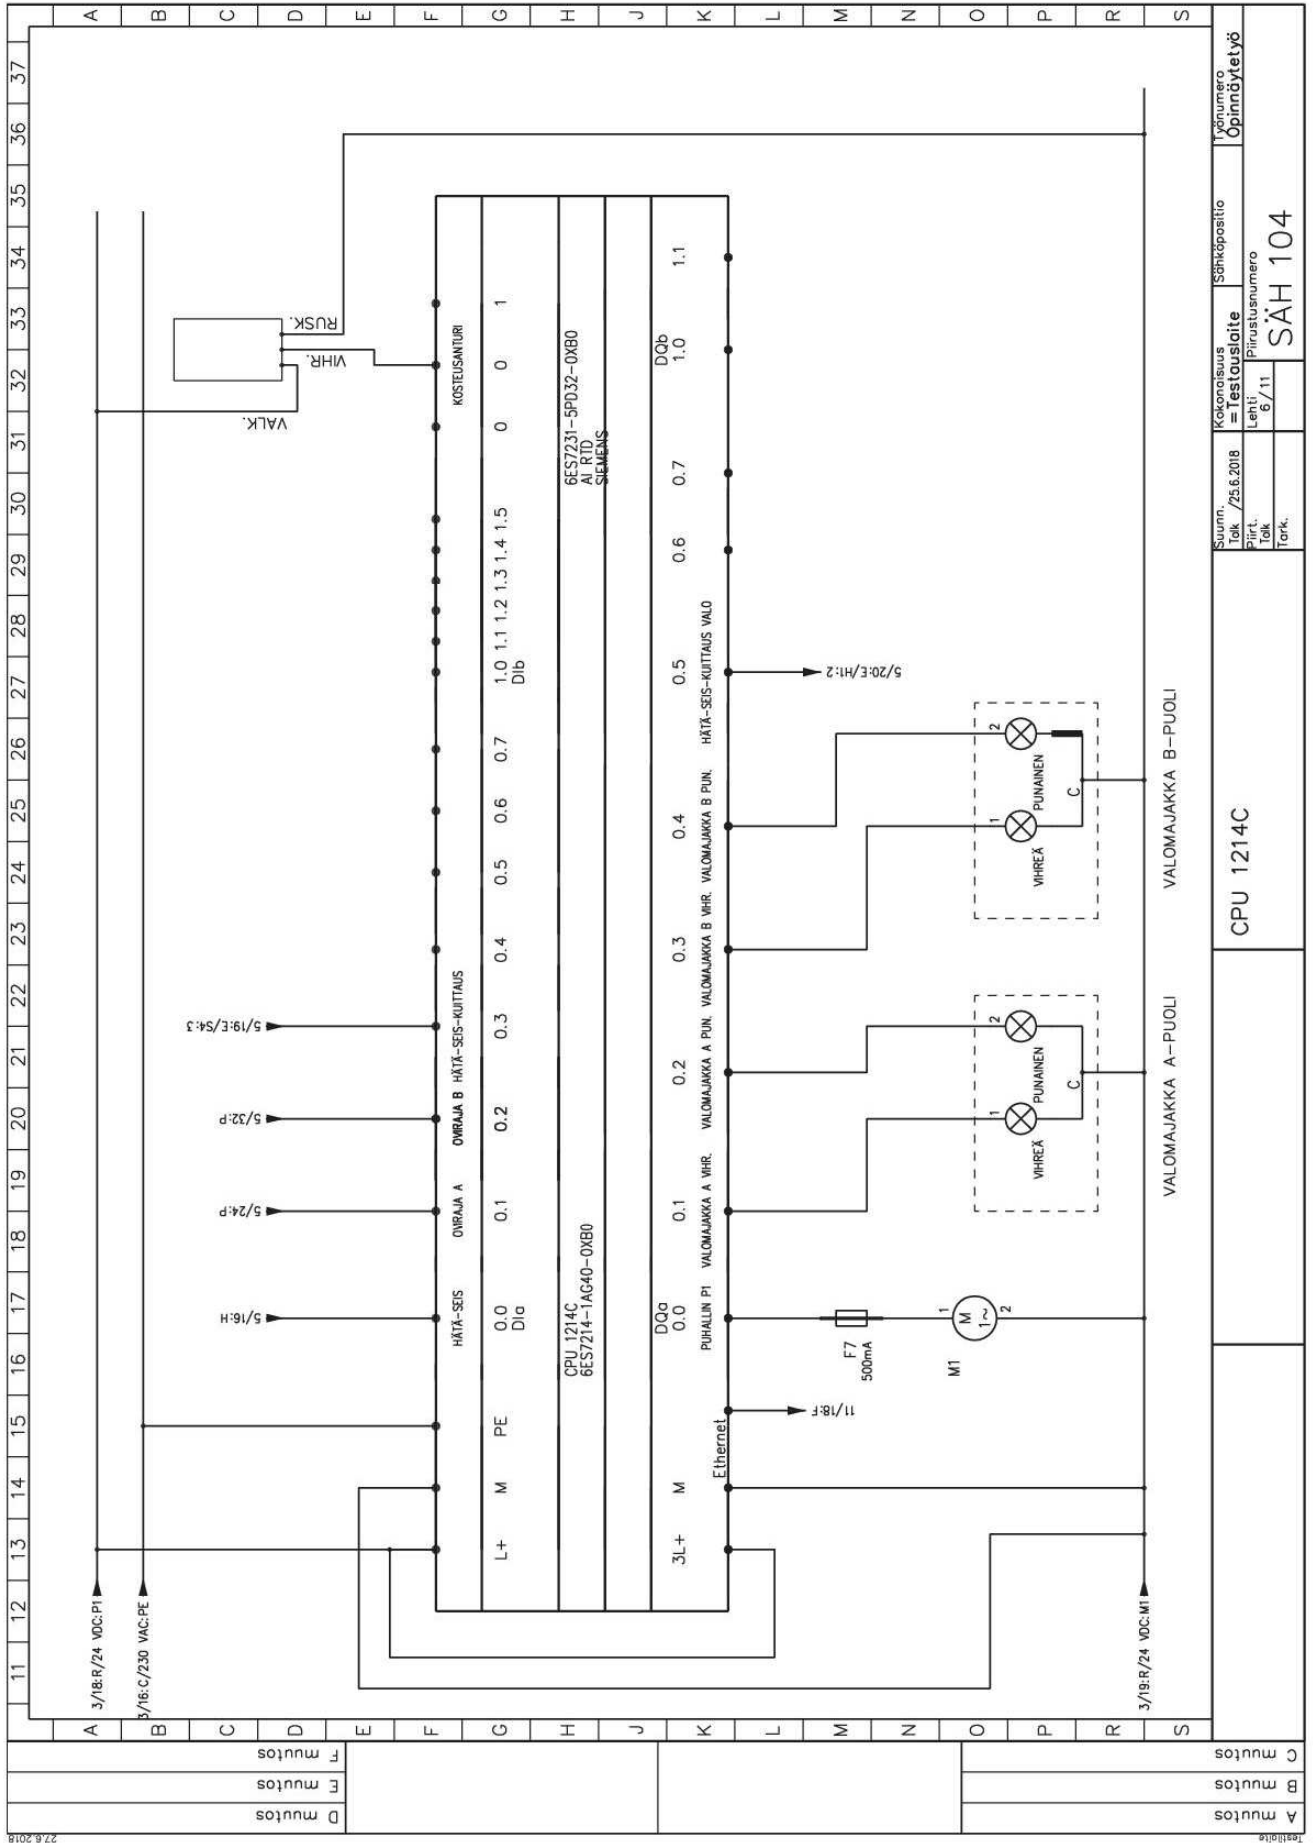 11 12 13 14 15 16 17 18 19 20 21 22 23 24 25 26 27 28 29 30 31 32 33 34 35 36 37
A
B
C
D
E
F
G
H
J
K
L
M
N
O
P
R
S
A
B
C
D
E
F
G
H
J
K
L
M
N
O
P
R
S
3/18:R/24 VDC:P1
3/16:C/230 VAC:PE
VALK.
VIHR.
RUSK.
5/16:H
5/24:P
5/32:P
5/19:E/S4:3
HÄTÄ-SEIS
OVIRAJA A
OVIRAJA B
HÄTÄ-SEIS-KUITTAUS
KOSTEUSANTURI
L+ M PE 0.0 0.1 0.2 0.3 0.4 0.5 0.6 0.7 1.0 1.1 1.2 1.3 1.4 1.5 0 0 1
DIa
DIb
CPU 1214C
6ES7214-1AG40-0XB0
6ES7231-5PD32-0XB0
AI RTD
SIEMENS
DQa
DQb
3L+ M 0.0 0.1 0.2 0.3 0.4 0.5 0.6 0.7 1.0 1.1
PUHALLIN P1
VALOMAJAKKA A VIHR.
VALOMAJAKKA A PUN.
VALOMAJAKKA B VIHR.
VALOMAJAKKA B PUN.
HÄTÄ-SEIS-KUITTAUS VALO
Ethernet
11/18:F
5/20:E/H1:2
F7
500mA
M1
1
M
1~
2
1
2
VIHREÄ
PUNAINEN
C
1
2
VIHREÄ
PUNAINEN
C
3/19:R/24 VDC:M1
VALOMAJAKKA A-PUOLI
VALOMAJAKKA B-PUOLI
CPU 1214C
Suunn.
Talk /25.6.2018
Piirt.
Talk
Tark.
Kokonaisuus
=Testauslaite
Sähköpositio
Työnumero
Opinnäytetyö
Lehti
6/11
Piirustusnumero
SÄH 104
A muutos
B muutos
C muutos
D muutos
E muutos
F muutos
Testilaite
27.6.2018